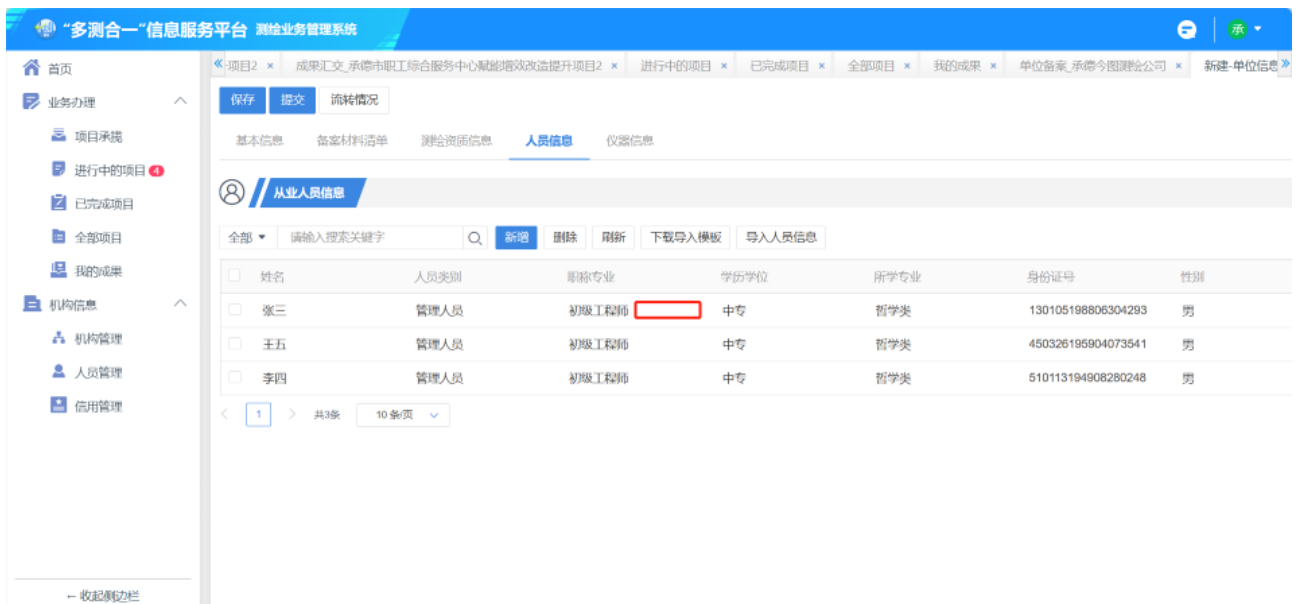 “多测合一”信息服务平台 测绘业务管理系统 承
首页
业务办理
项目承揽
进行中的项目 4
已完成项目
全部项目
我的成果
机构信息
机构管理
人员管理
信用管理
← 收起侧边栏
-项目2 × 成果汇交_承德市职工综合服务中心赋能增效改造提升项目2 × 进行中的项目 × 已完成项目 × 全部项目 × 我的成果 × 单位备案_承德今图测绘公司 × 新建-单位信息
保存 提交 流转情况
基本信息 备案材料清单 测绘资质信息 人员信息 仪器信息
从业人员信息
全部 请输入搜索关键字 新增 删除 刷新 下载导入模板 导入人员信息
姓名 人员类别 职称专业 学历学位 所学专业 身份证号 性别
张三 管理人员 初级工程师 中专 哲学类 130105198806304293 男
王五 管理人员 初级工程师 中专 哲学类 450326195904073541 男
李四 管理人员 初级工程师 中专 哲学类 510113194908280248 男
< 1 > 共3条 10 条/页